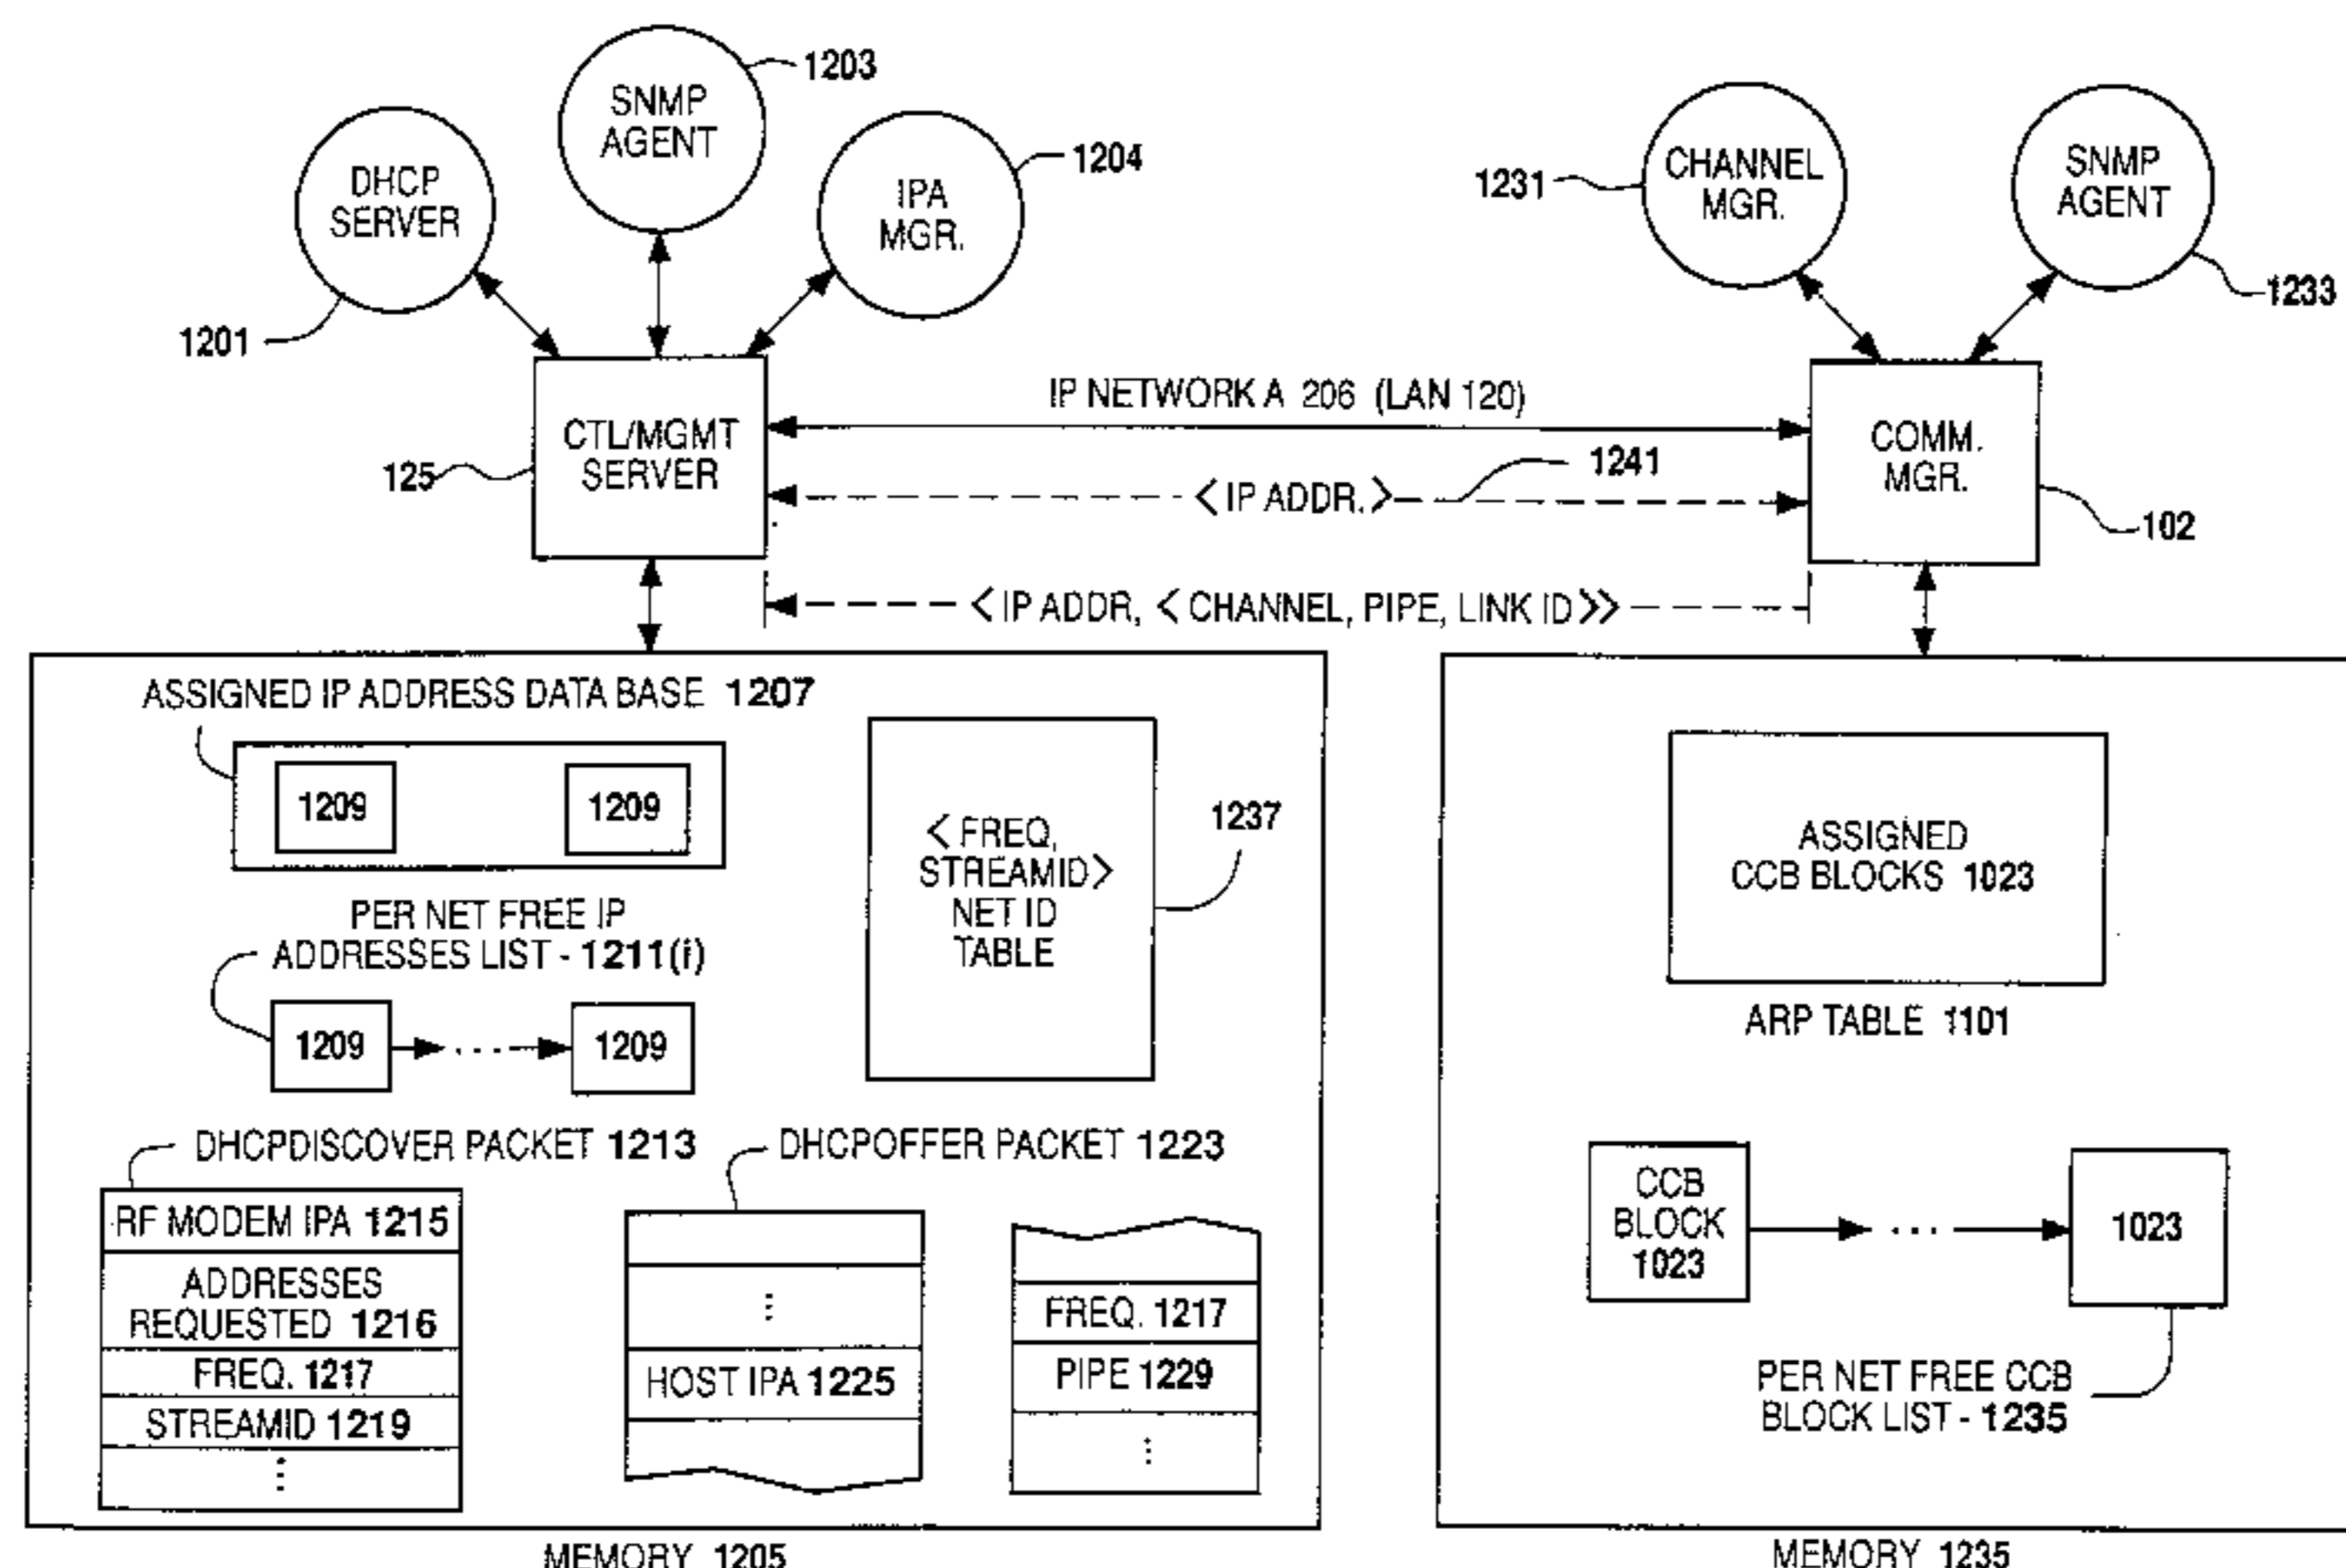 1203
SNMP
AGENT
1204
DHCP
SERVER
IPA
MGR.
1201
1231
CHANNEL
MGR.
SNMP
AGENT
1233
IP NETWORK A 206 (LAN 120)
CTL/MGMT
SERVER
125
1241
<IP ADDR.>
COMM.
MGR.
102
<IP ADDR, <CHANNEL, PIPE, LINK ID>>
ASSIGNED IP ADDRESS DATA BASE 1207
1209
1209
PER NET FREE IP
ADDRESSES LIST - 1211(i)
1209
...
1209
<FREQ,
STREAMID>
NET ID
TABLE
1237
DHCPDISCOVER PACKET 1213
RF MODEM IPA 1215
ADDRESSES
REQUESTED 1216
FREQ. 1217
STREAMID 1219
⋮
DHCPOFFER PACKET 1223
⋮
HOST IPA 1225
FREQ. 1217
PIPE 1229
⋮
MEMORY 1205
ASSIGNED
CCB BLOCKS 1023
ARP TABLE 1101
CCB
BLOCK
1023
...
1023
PER NET FREE CCB
BLOCK LIST - 1235
MEMORY 1235